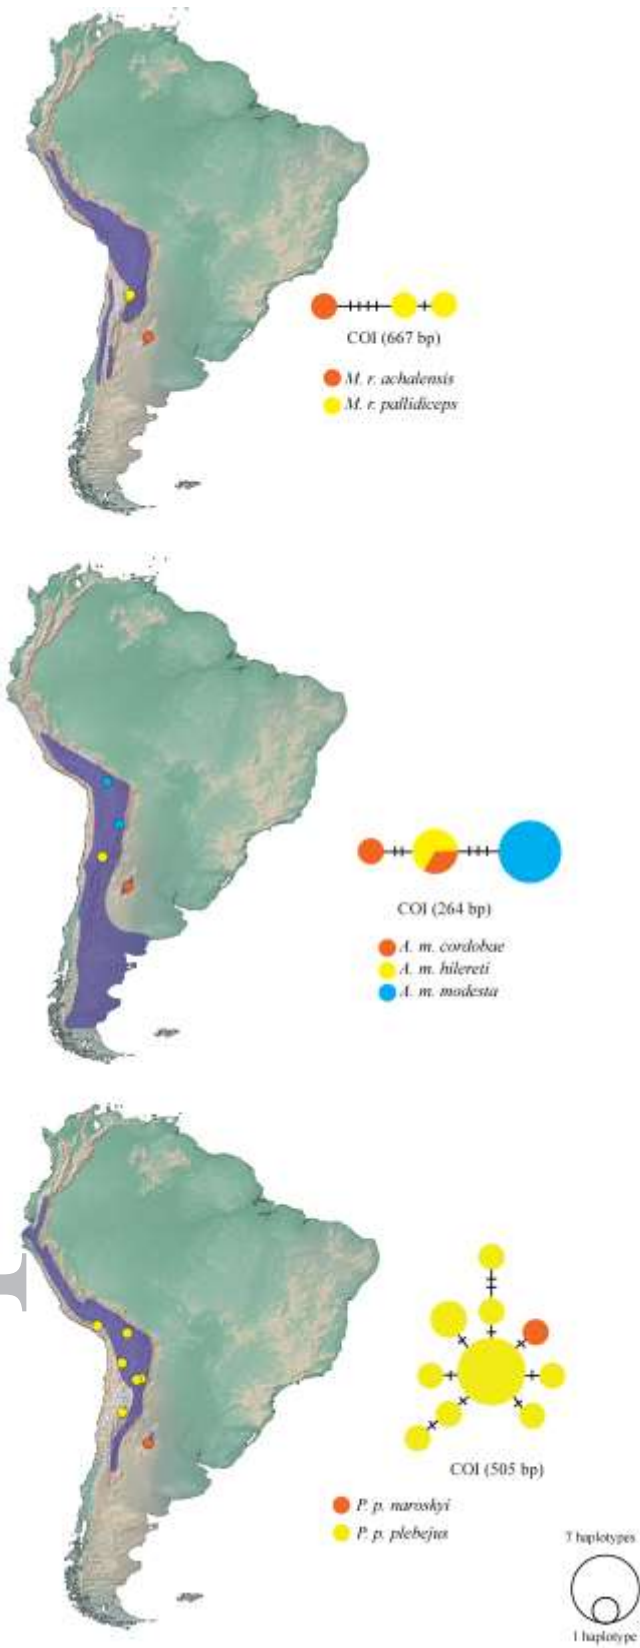 COI (667 bp)
M. r. achalensis
M. r. pallidiceps
COI (264 bp)
A. m. cordobae
A. m. hilereti
A. m. modesta
COI (505 bp)
P. p. naroskyi
P. p. plebejus
7 haplotypes
1 haplotype